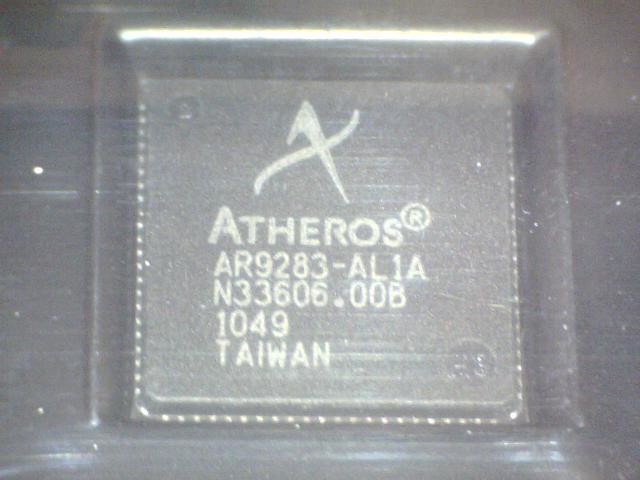 ATHEROS®
AR9283-AL1A
N33606.00B
1049
TAIWAN